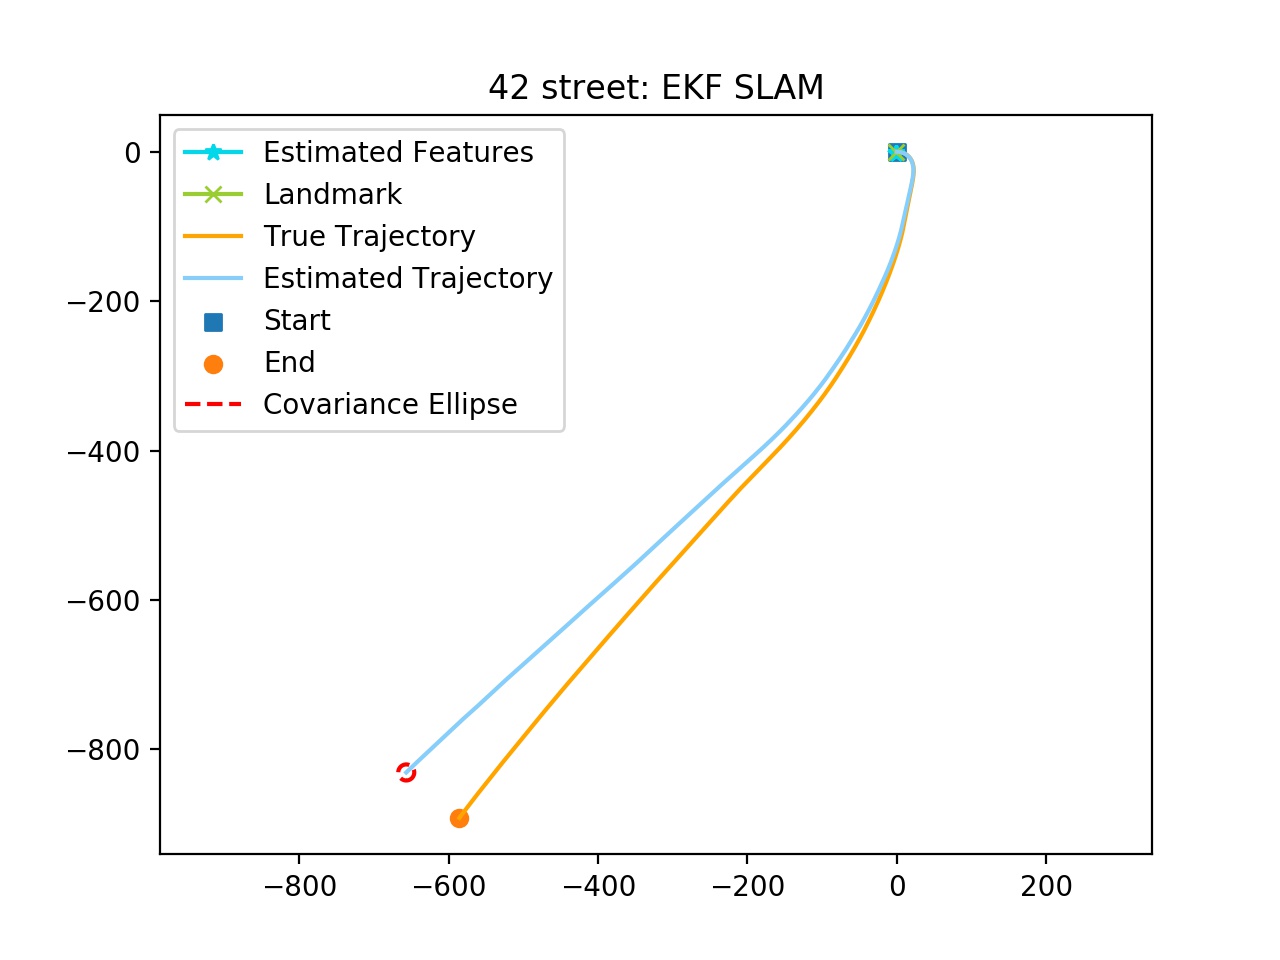 42 street: EKF SLAM
Estimated Features
Landmark
True Trajectory
Estimated Trajectory
Start
End
Covariance Ellipse
0
−200
−400
−600
−800
−800 −600 −400 −200 0 200